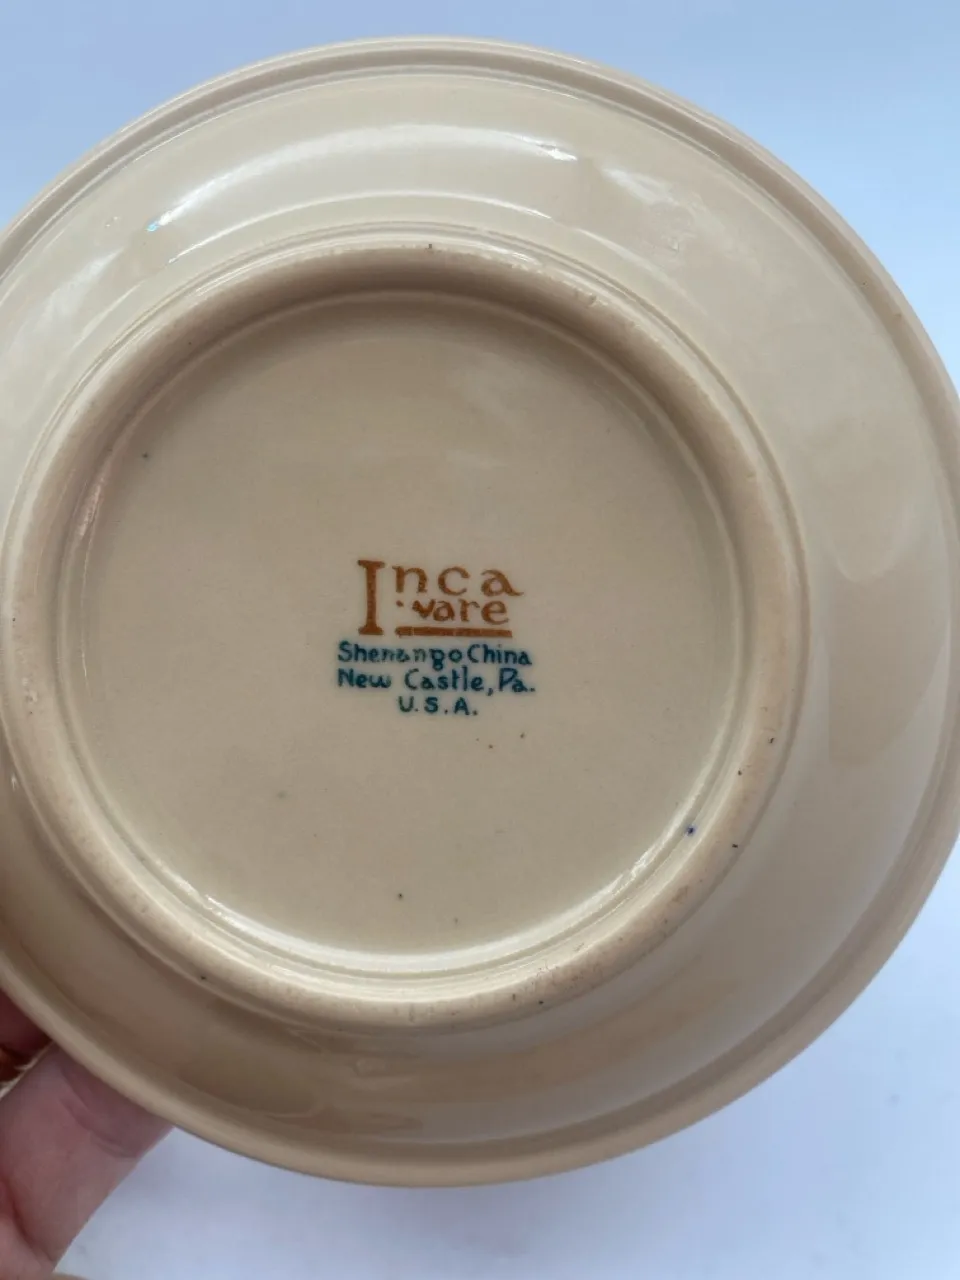 Inca
ware
Shenango China
New Castle, Pa.
U.S.A.